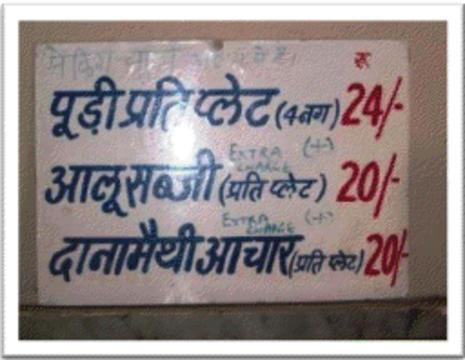 रू
पूड़ी प्रति प्लेट (4 नग) 24/-
EXTRA CHARGE (-/-)
आलू सब्जी (प्रति प्लेट) 20/-
EXTRA CHARGE (-/-)
दाना मैथी आचार (प्रति प्लेट) 20/-